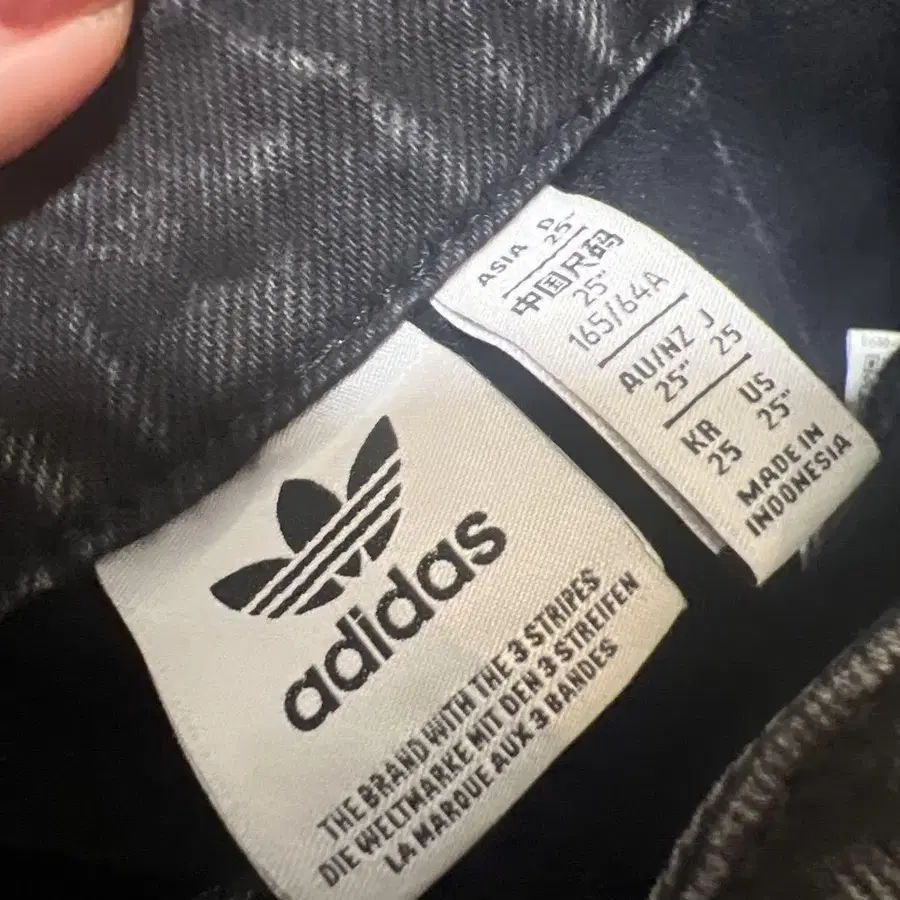 adidas
THE BRAND WITH THE 3 STRIPES
DIE WELTMARKE MIT DEN 3 STREIFEN
LA MARQUE AUX 3 BANDES
ASIA D
25"
中国尺码
25"
165/64A
AU/NZ J
25" 25
KR US
25 25"
MADE IN
INDONESIA